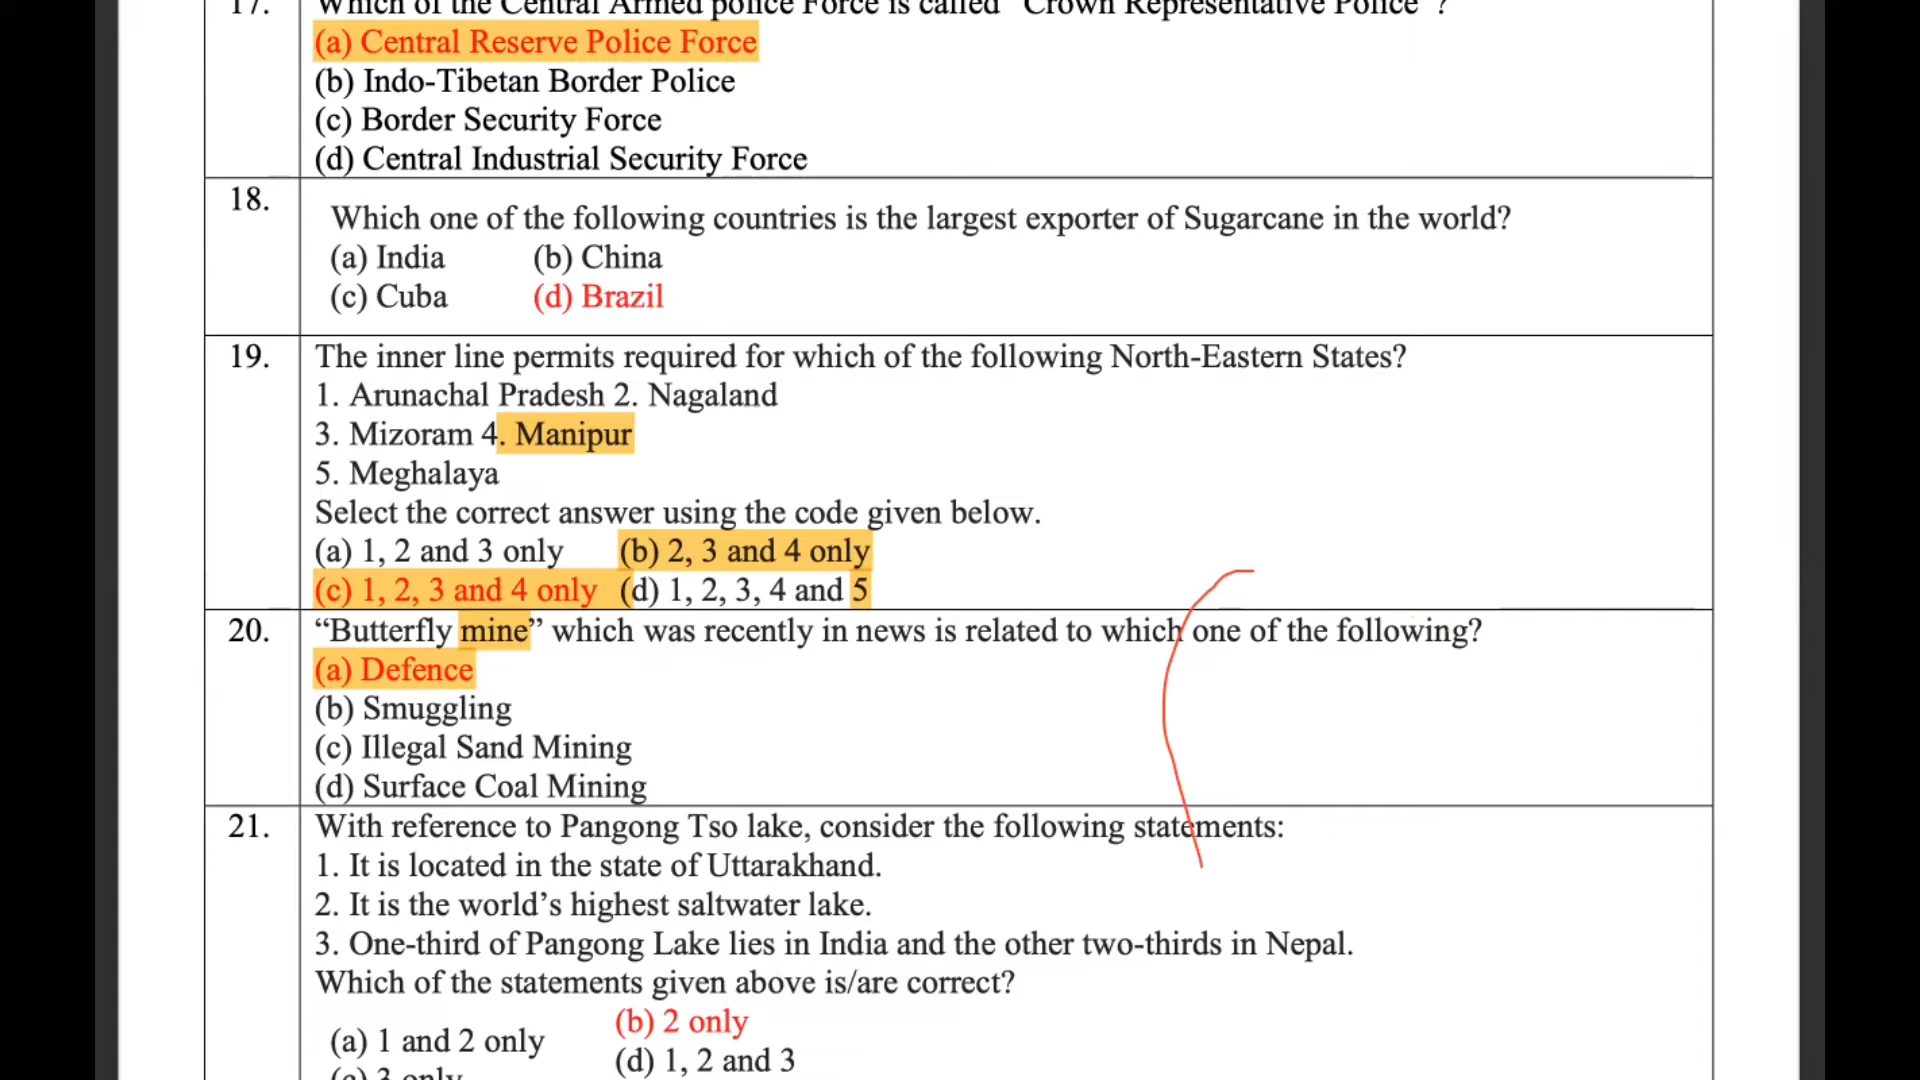 17. Which of the Central Armed police Force is called “Crown Representative Police”?
(a) Central Reserve Police Force
(b) Indo-Tibetan Border Police
(c) Border Security Force
(d) Central Industrial Security Force
18. Which one of the following countries is the largest exporter of Sugarcane in the world?
(a) India (b) China
(c) Cuba (d) Brazil
19. The inner line permits required for which of the following North-Eastern States?
1. Arunachal Pradesh 2. Nagaland
3. Mizoram 4. Manipur
5. Meghalaya
Select the correct answer using the code given below.
(a) 1, 2 and 3 only (b) 2, 3 and 4 only
(c) 1, 2, 3 and 4 only (d) 1, 2, 3, 4 and 5
20. “Butterfly mine” which was recently in news is related to which one of the following?
(a) Defence
(b) Smuggling
(c) Illegal Sand Mining
(d) Surface Coal Mining
21. With reference to Pangong Tso lake, consider the following statements:
1. It is located in the state of Uttarakhand.
2. It is the world’s highest saltwater lake.
3. One-third of Pangong Lake lies in India and the other two-thirds in Nepal.
Which of the statements given above is/are correct?
(a) 1 and 2 only (b) 2 only
(c) 3 only (d) 1, 2 and 3